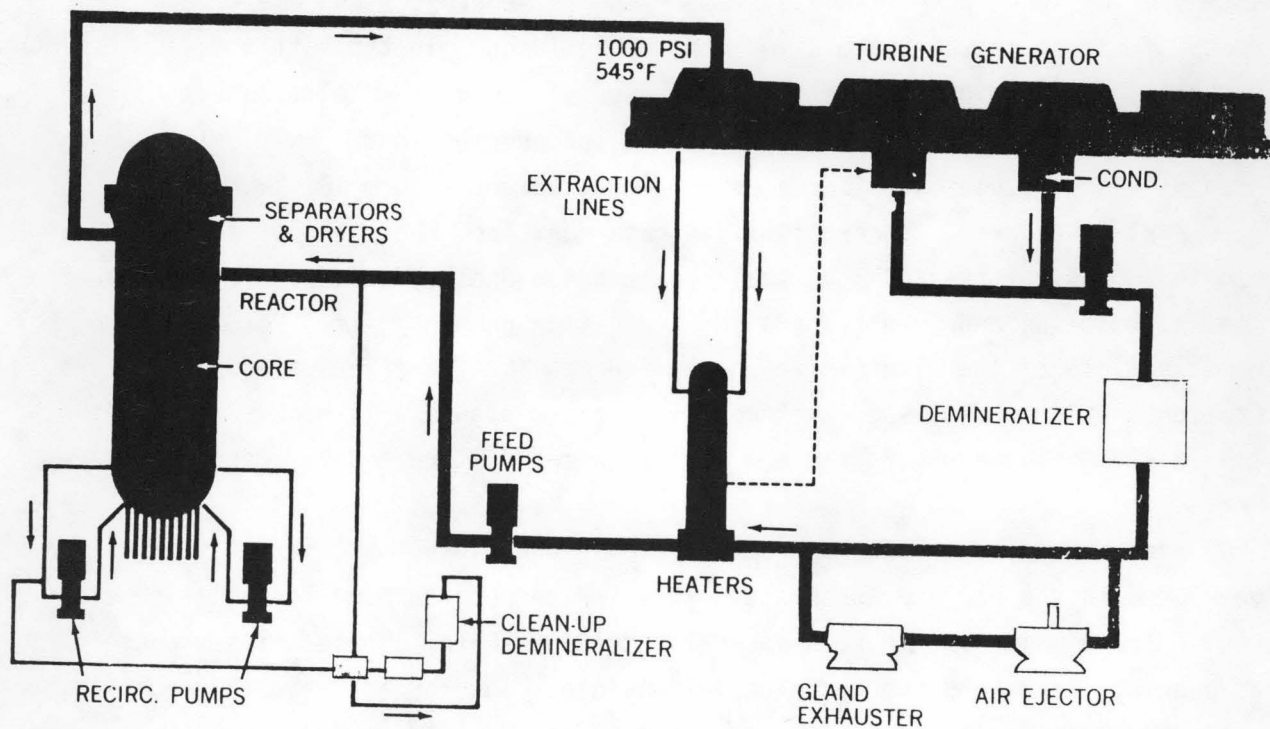 1000 PSI
545°F
TURBINE GENERATOR
EXTRACTION
LINES
COND.
SEPARATORS
& DRYERS
REACTOR
CORE
DEMINERALIZER
FEED
PUMPS
HEATERS
CLEAN-UP
DEMINERALIZER
RECIRC. PUMPS
GLAND
EXHAUSTER
AIR EJECTOR